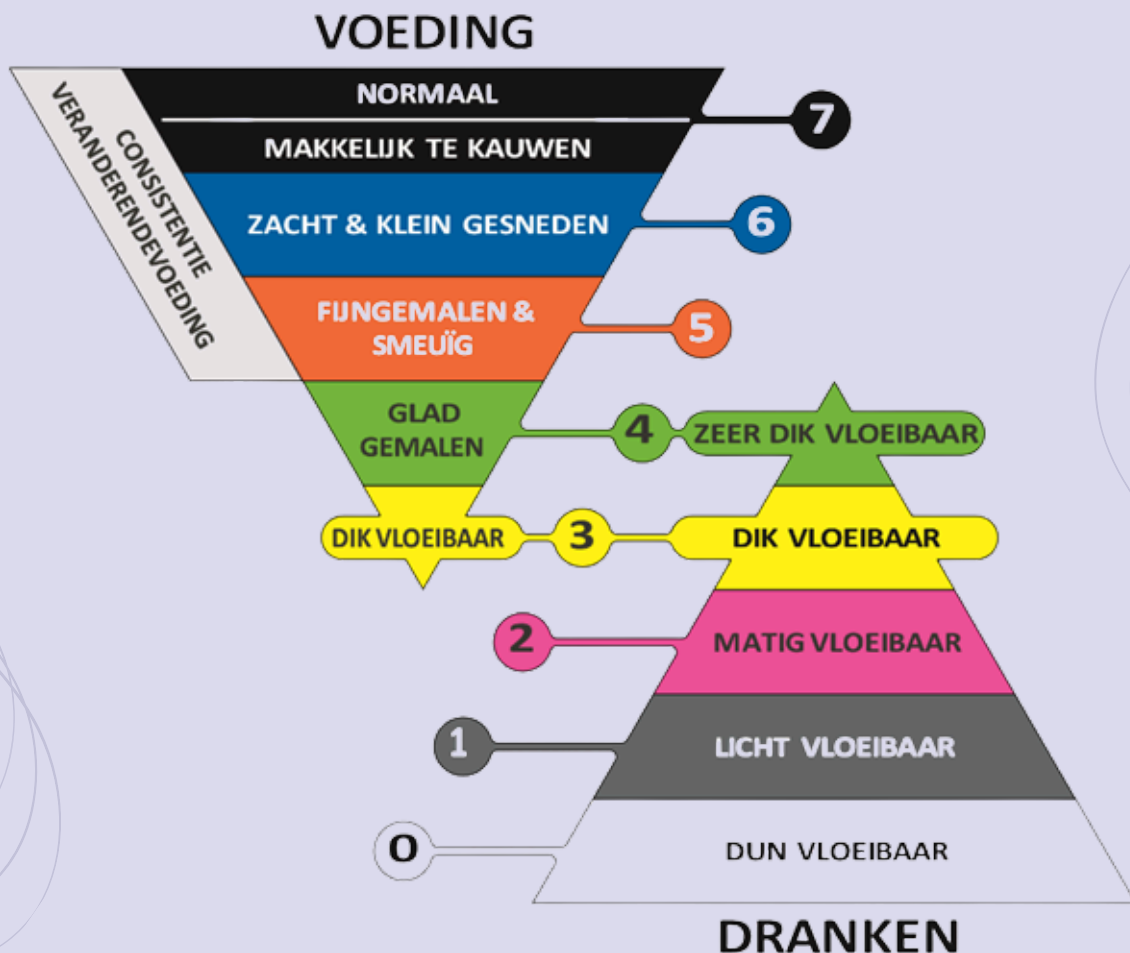 VOEDING
CONSISTENTIE
VERANDERENDEVOEDING
NORMAAL
7
MAKKELIJK TE KAUWEN
ZACHT & KLEIN GESNEDEN
6
FIJNGEMALEN &
SMEUÏG
5
GLAD
GEMALEN
4
ZEER DIK VLOEIBAAR
DIK VLOEIBAAR
3
DIK VLOEIBAAR
2
MATIG VLOEIBAAR
1
LICHT VLOEIBAAR
0
DUN VLOEIBAAR
DRANKEN